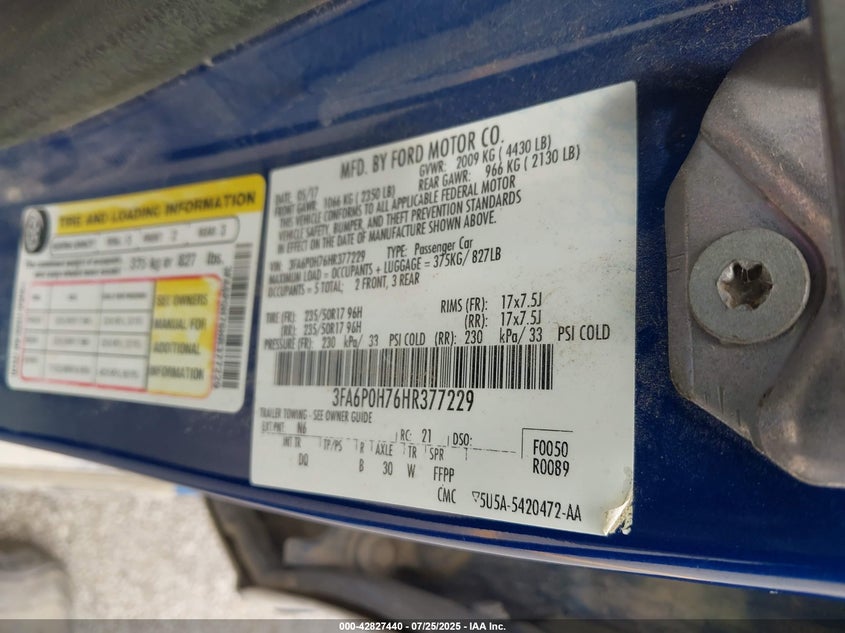 TIRE AND LOADING INFORMATION
375 kg or 827 lbs.
SEE OWNERS
MANUAL FOR
ADDITIONAL
INFORMATION
MFD. BY FORD MOTOR CO.
DATE: 05/17 GVWR: 2009 KG ( 4430 LB)
FRONT GAWR: 1066 KG ( 2350 LB) REAR GAWR: 966 KG ( 2130 LB)
THIS VEHICLE CONFORMS TO ALL APPLICABLE FEDERAL MOTOR
VEHICLE SAFETY, BUMPER, AND THEFT PREVENTION STANDARDS
IN EFFECT ON THE DATE OF MANUFACTURE SHOWN ABOVE.
VIN: 3FA6P0H76HR377229 TYPE: Passenger Car
MAXIMUM LOAD = OCCUPANTS + LUGGAGE = 375KG/ 827LB
OCCUPANTS = 5 TOTAL; 2 FRONT, 3 REAR
TIRE (FR): 235/50R17 96H RIMS (FR): 17x7.5J
(RR): 235/50R17 96H (RR): 17x7.5J
PRESSURE (FR): 230 kPa/ 33 PSI COLD (RR): 230 kPa/ 33 PSI COLD
3FA6P0H76HR377229
TRAILER TOWING - SEE OWNER GUIDE
EXT PNT: N6 RC: 21 DSO: F0050
INT TR TP/PS R AXLE TR SPR R0089
DQ B 30 W FFPP
CMC ▽5U5A-5420472-AA
000-42827440 / 07/25/2025 - IAA Inc.